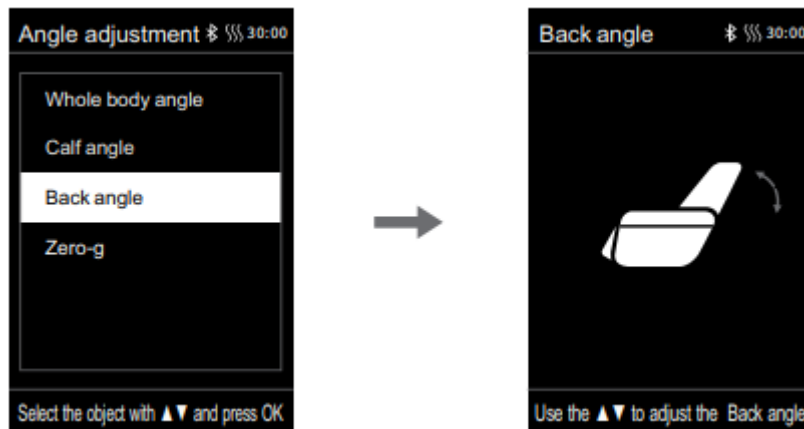 Angle adjustment 30:00
Whole body angle
Calf angle
Back angle
Zero-g
Select the object with ▲▼ and press OK
Back angle 30:00
Use the ▲▼ to adjust the Back angle